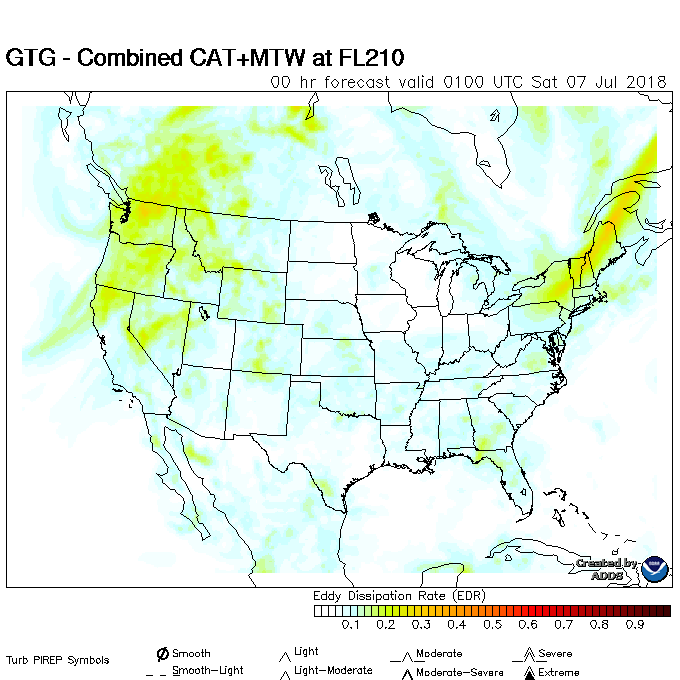 GTG - Combined CAT+MTW at FL210
00 hr forecast valid 0100 UTC Sat 07 Jul 2018
Created by
ADDS
Eddy Dissipation Rate (EDR)
0.1 0.2 0.3 0.4 0.5 0.6 0.7 0.8 0.9
Turb PIREP Symbols
Smooth Light Moderate Severe
Smooth-Light Light-Moderate Moderate-Severe Extreme